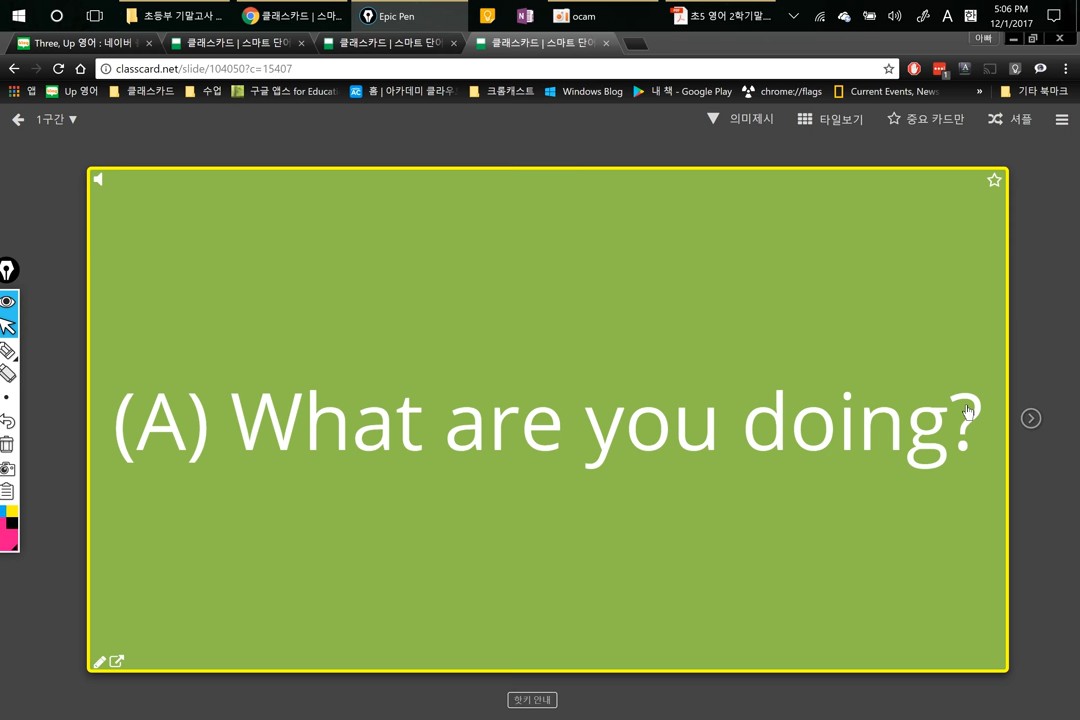 초등부 기말고사 ...
클래스카드 | 스마...
Epic Pen
ocam
초5 영어 2학기말...
A
한
5:06 PM
12/1/2017
Three, Up 영어 : 네이버
클래스카드 | 스마트 단어
클래스카드 | 스마트 단어
클래스카드 | 스마트 단어
아빠
classcard.net/slide/104050?c=15407
앱
Up 영어
클래스카드
수업
구글 앱스 for Educati
홈 | 아카데미 클라우
크롬캐스트
Windows Blog
내 책 - Google Play
chrome://flags
Current Events, News
»
기타 북마크
1구간 ▼
의미제시
타일보기
중요 카드만
셔플
(A) What are you doing?
핫키 안내